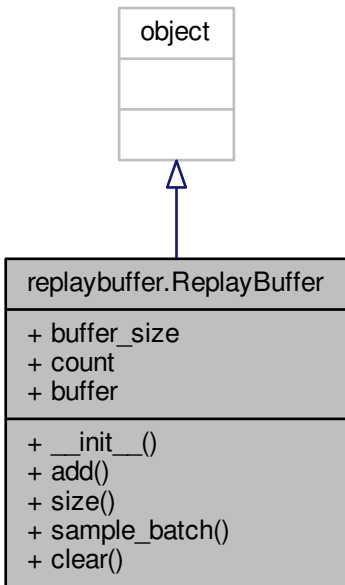 object
replaybuffer.ReplayBuffer
+ buffer_size
+ count
+ buffer
+ __init__()
+ add()
+ size()
+ sample_batch()
+ clear()